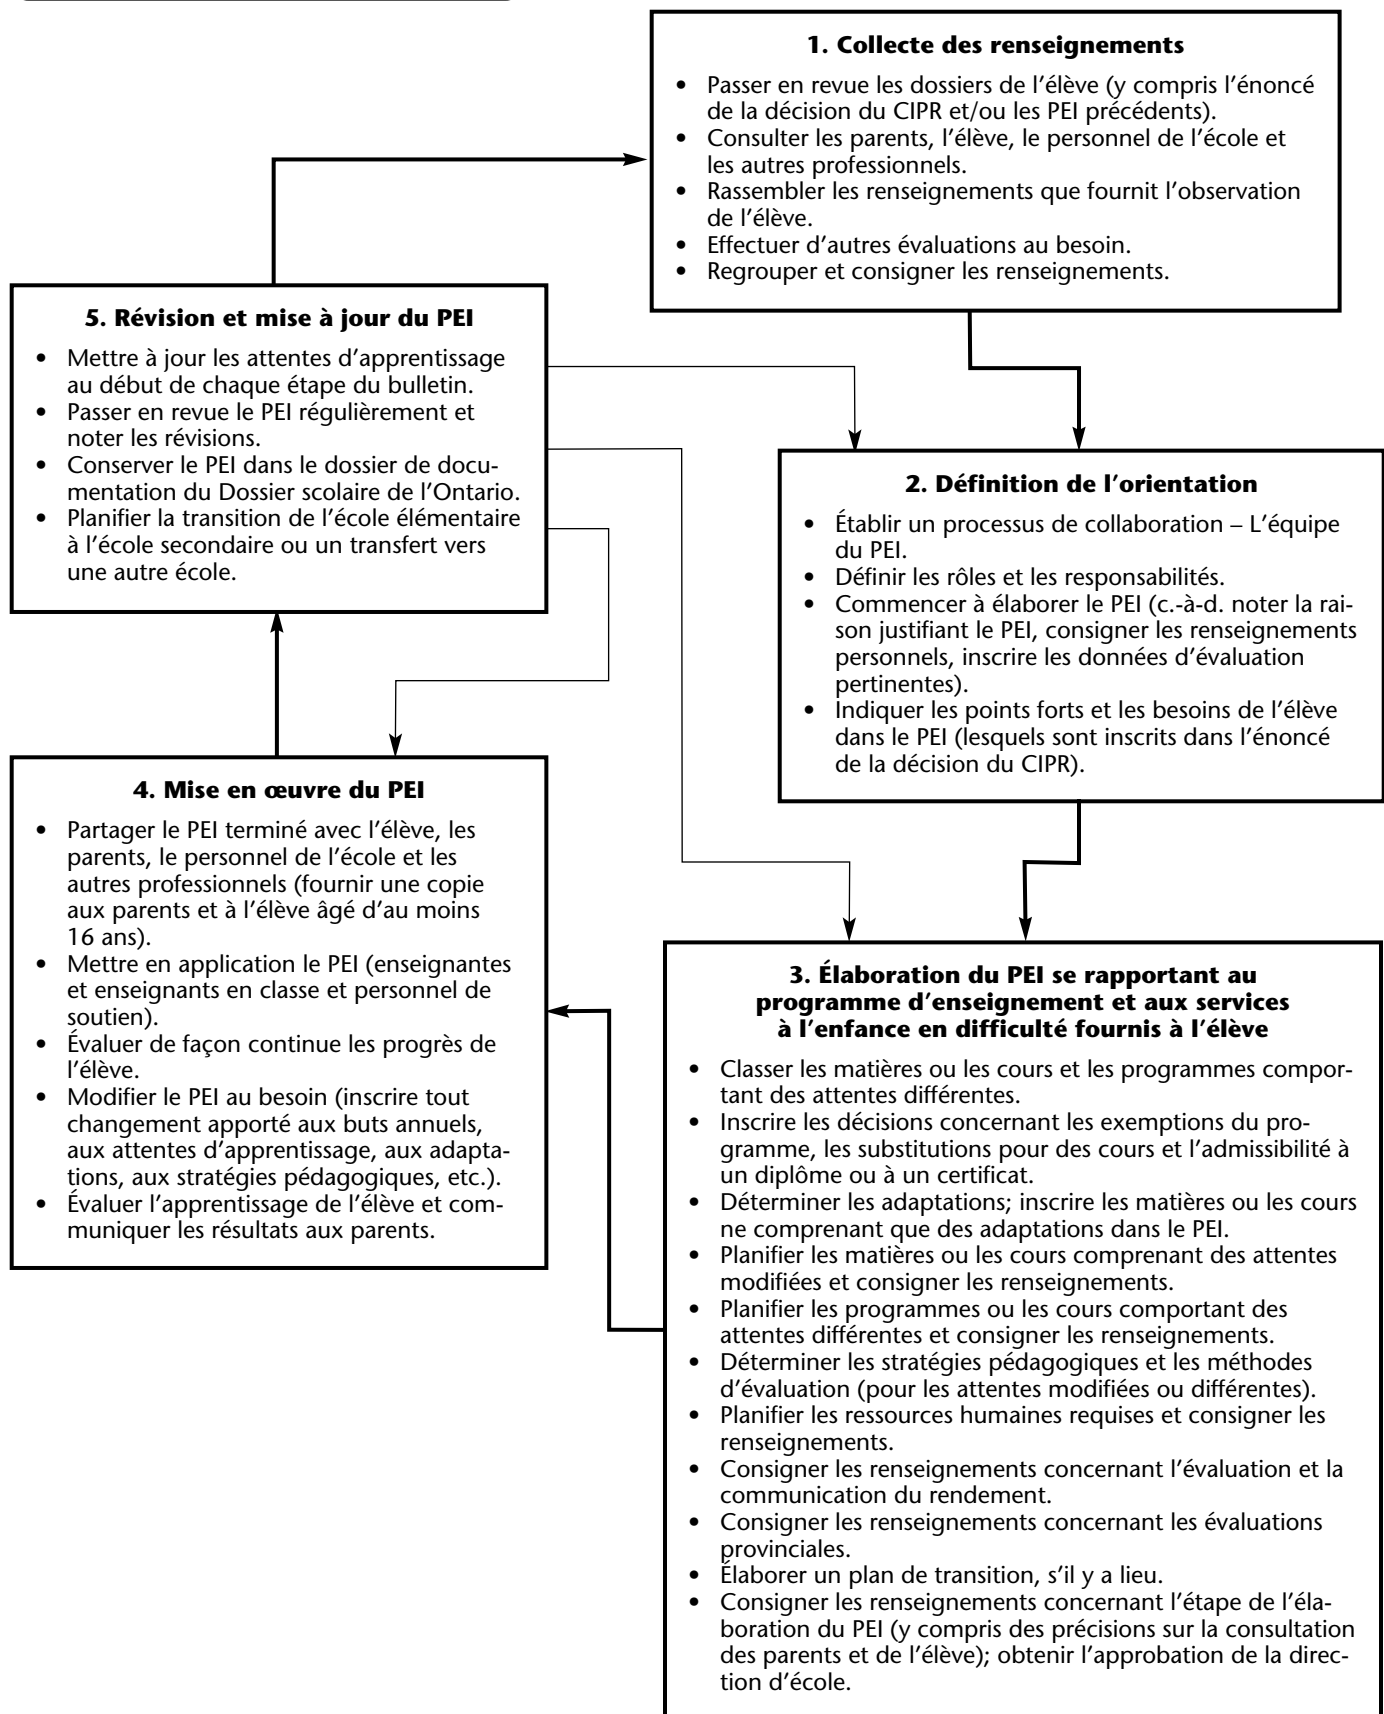 1. Collecte des renseignements
• Passer en revue les dossiers de l'élève (y compris l'énoncé
de la décision du CIPR et/ou les PEI précédents).
• Consulter les parents, l'élève, le personnel de l'école et
les autres professionnels.
• Rassembler les renseignements que fournit l'observation
de l'élève.
• Effectuer d'autres évaluations au besoin.
• Regrouper et consigner les renseignements.
2. Définition de l'orientation
• Établir un processus de collaboration – L'équipe
du PEI.
• Définir les rôles et les responsabilités.
• Commencer à élaborer le PEI (c.-à-d. noter la rai-
son justifiant le PEI, consigner les renseignements
personnels, inscrire les données d'évaluation
pertinentes).
• Indiquer les points forts et les besoins de l'élève
dans le PEI (lesquels sont inscrits dans l'énoncé
de la décision du CIPR).
3. Élaboration du PEI se rapportant au
programme d'enseignement et aux services
à l'enfance en difficulté fournis à l'élève
• Classer les matières ou les cours et les programmes compor-
tant des attentes différentes.
• Inscrire les décisions concernant les exemptions du pro-
gramme, les substitutions pour des cours et l'admissibilité à
un diplôme ou à un certificat.
• Déterminer les adaptations; inscrire les matières ou les cours
ne comprenant que des adaptations dans le PEI.
• Planifier les matières ou les cours comprenant des attentes
modifiées et consigner les renseignements.
• Planifier les programmes ou les cours comportant des
attentes différentes et consigner les renseignements.
• Déterminer les stratégies pédagogiques et les méthodes
d'évaluation (pour les attentes modifiées ou différentes).
• Planifier les ressources humaines requises et consigner les
renseignements.
• Consigner les renseignements concernant l'évaluation et la
communication du rendement.
• Consigner les renseignements concernant les évaluations
provinciales.
• Élaborer un plan de transition, s'il y a lieu.
• Consigner les renseignements concernant l'étape de l'éla-
boration du PEI (y compris des précisions sur la consultation
des parents et de l'élève); obtenir l'approbation de la direc-
tion d'école.
4. Mise en œuvre du PEI
• Partager le PEI terminé avec l'élève, les
parents, le personnel de l'école et les
autres professionnels (fournir une copie
aux parents et à l'élève âgé d'au moins
16 ans).
• Mettre en application le PEI (enseignantes
et enseignants en classe et personnel de
soutien).
• Évaluer de façon continue les progrès de
l'élève.
• Modifier le PEI au besoin (inscrire tout
changement apporté aux buts annuels,
aux attentes d'apprentissage, aux adapta-
tions, aux stratégies pédagogiques, etc.).
• Évaluer l'apprentissage de l'élève et com-
muniquer les résultats aux parents.
5. Révision et mise à jour du PEI
• Mettre à jour les attentes d'apprentissage
au début de chaque étape du bulletin.
• Passer en revue le PEI régulièrement et
noter les révisions.
• Conserver le PEI dans le dossier de docu-
mentation du Dossier scolaire de l'Ontario.
• Planifier la transition de l'école élémentaire
à l'école secondaire ou un transfert vers
une autre école.